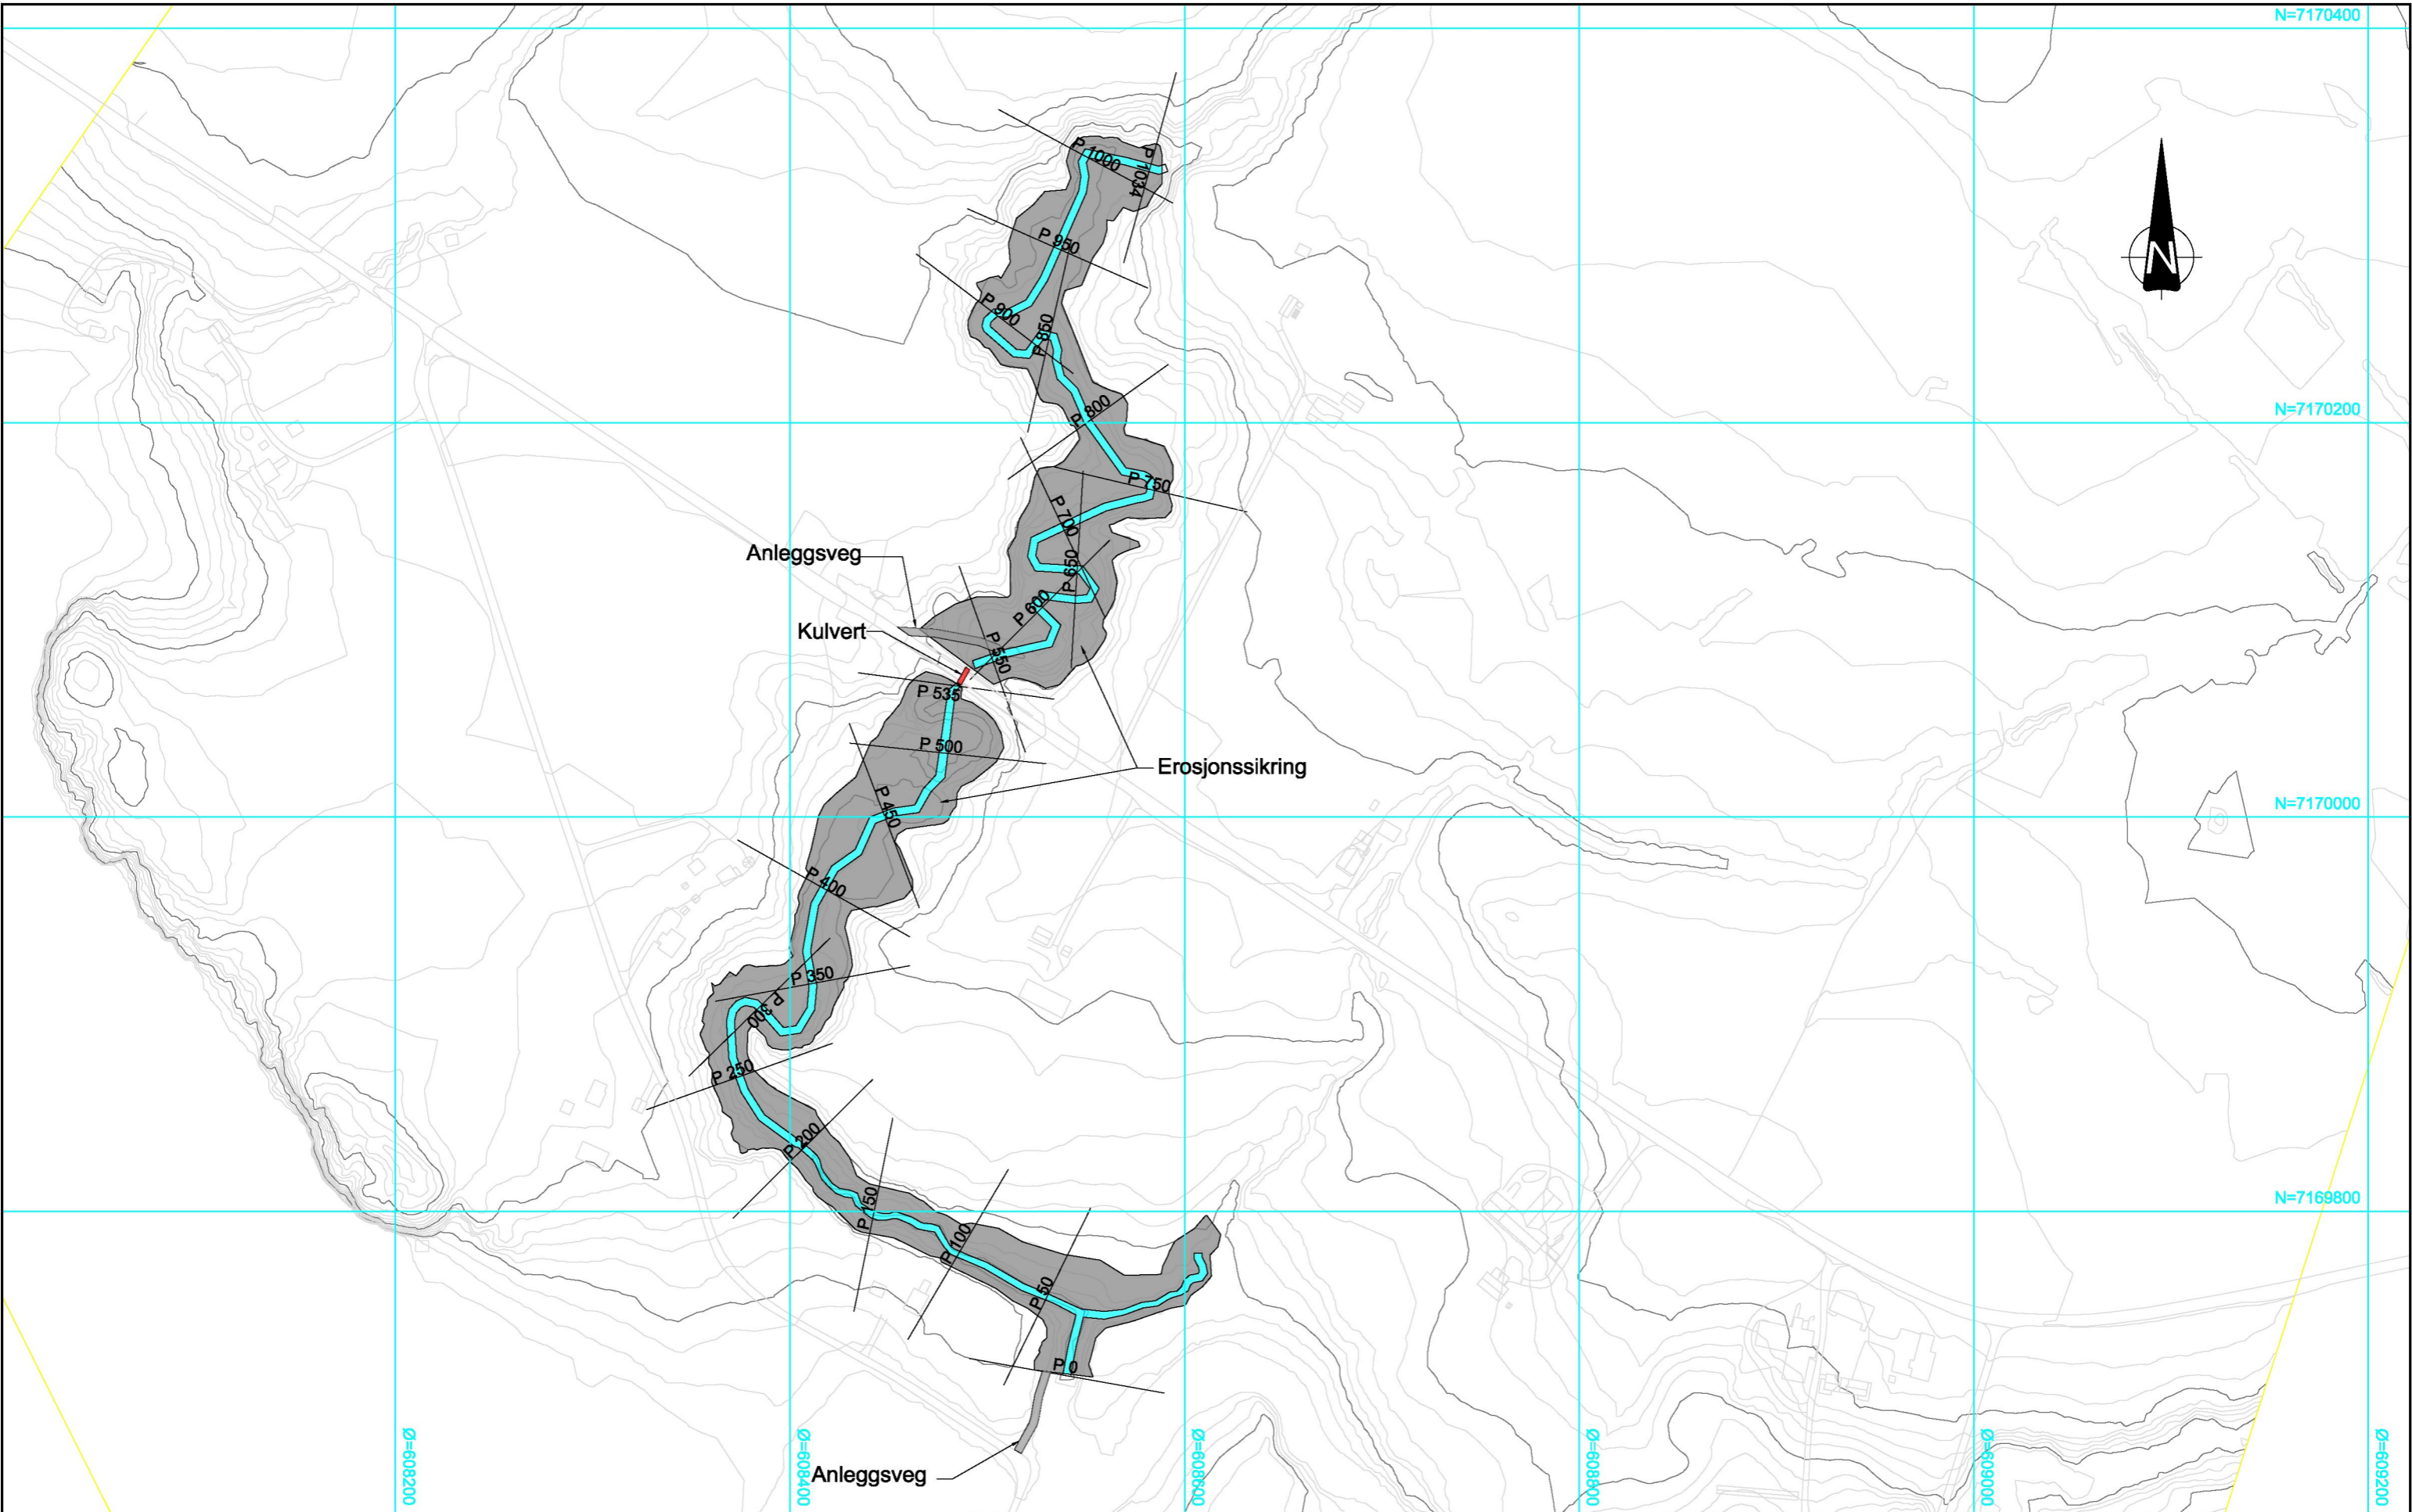 N=7170400
P 1000
P 1034
N
P 950
P 900
P 850
P 800
N=7170200
P 750
P 700
Anleggsveg
P 650
P 600
Kulvert
P 550
P 535
P 500
Erosjonssikring
P 450
N=7170000
P 400
P 350
P 300
P 250
P 200
P 150
N=7169800
P 100
P 50
P 0
Anleggsveg
Ø=608200
Ø=608400
Ø=608600
Ø=608800
Ø=609000
Ø=609200